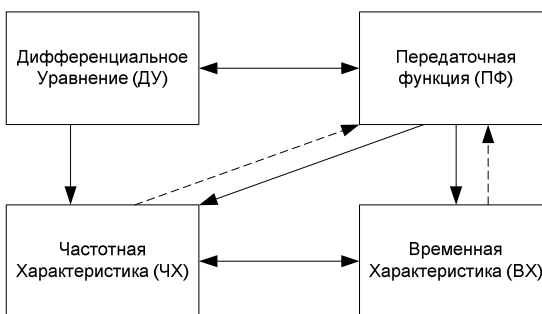 Дифференциальное
Уравнение (ДУ)
Передаточная
функция (ПФ)
Частотная
Характеристика (ЧХ)
Временная
Характеристика (ВХ)